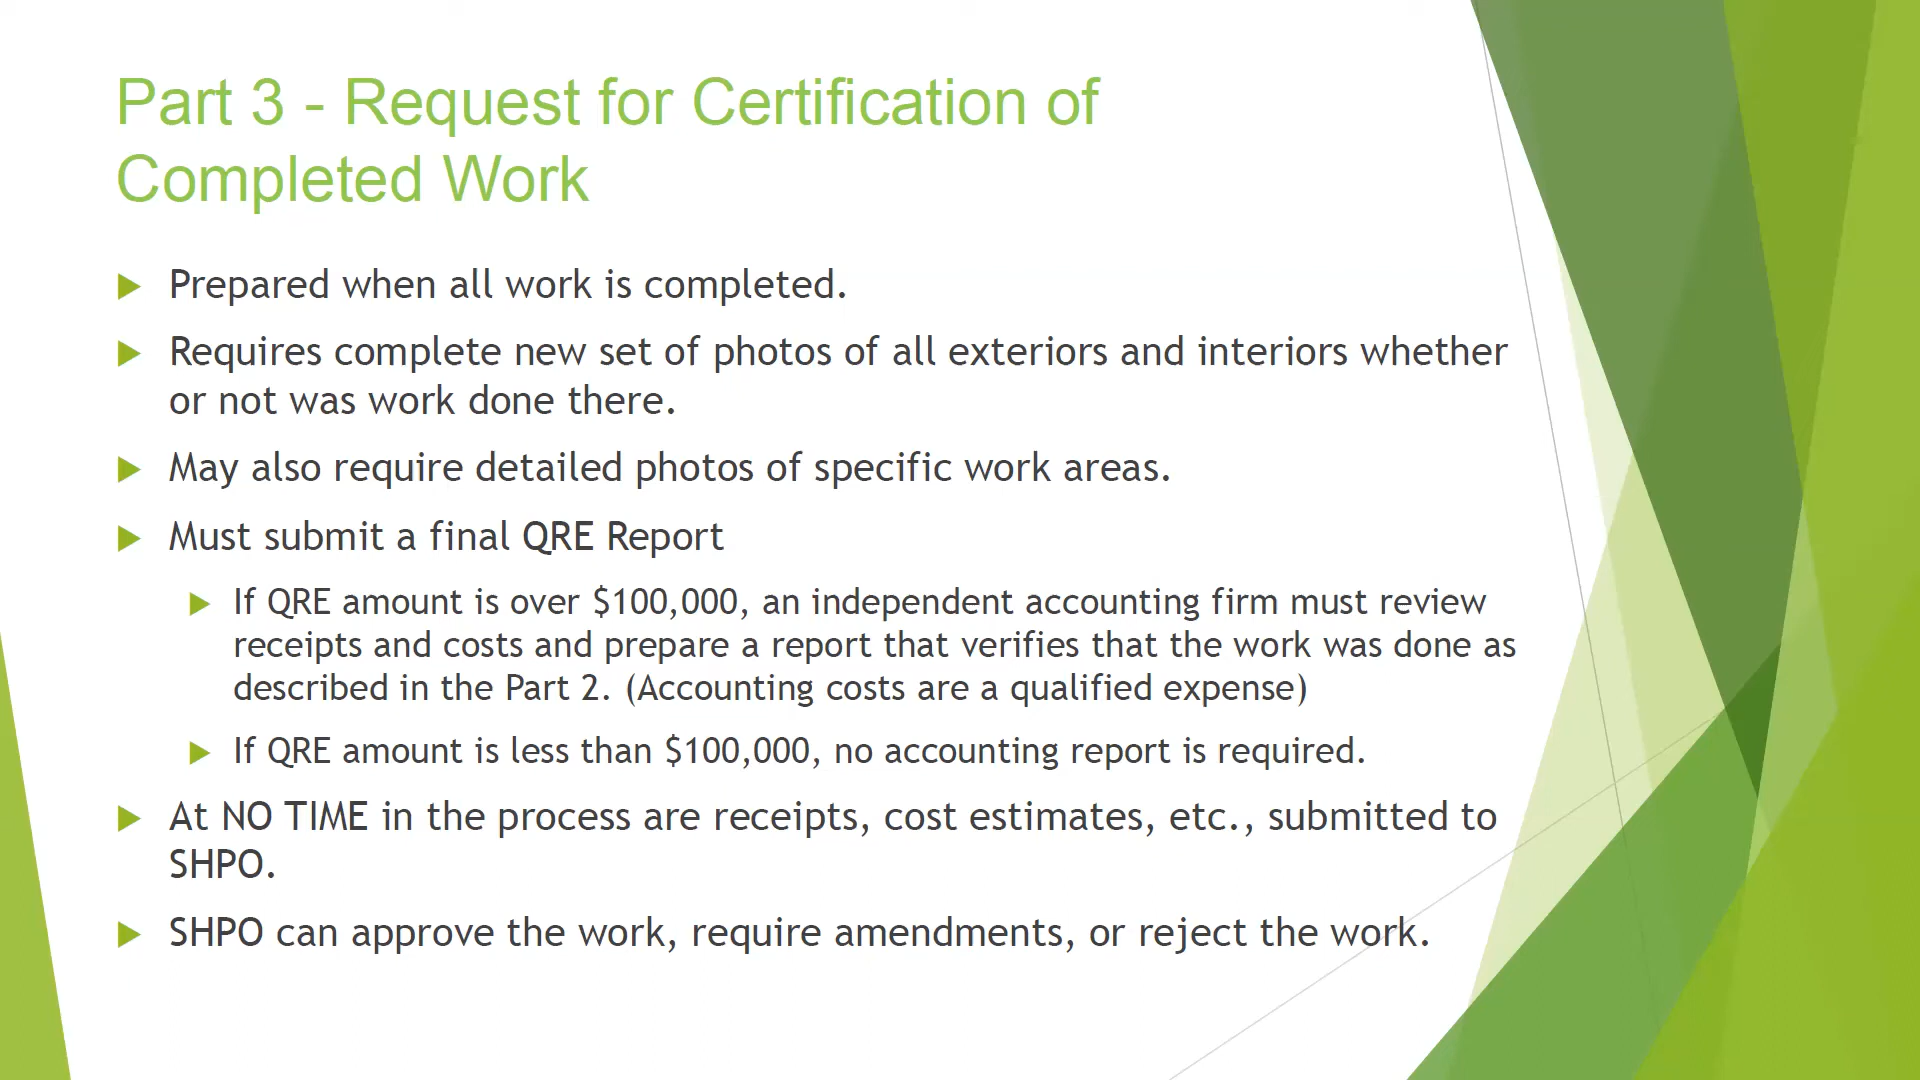 Part 3 - Request for Certification of
Completed Work
Prepared when all work is completed.
Requires complete new set of photos of all exteriors and interiors whether
or not was work done there.
May also require detailed photos of specific work areas.
Must submit a final QRE Report
If QRE amount is over $100,000, an independent accounting firm must review
receipts and costs and prepare a report that verifies that the work was done as
described in the Part 2. (Accounting costs are a qualified expense)
If QRE amount is less than $100,000, no accounting report is required.
At NO TIME in the process are receipts, cost estimates, etc., submitted to
SHPO.
SHPO can approve the work, require amendments, or reject the work.